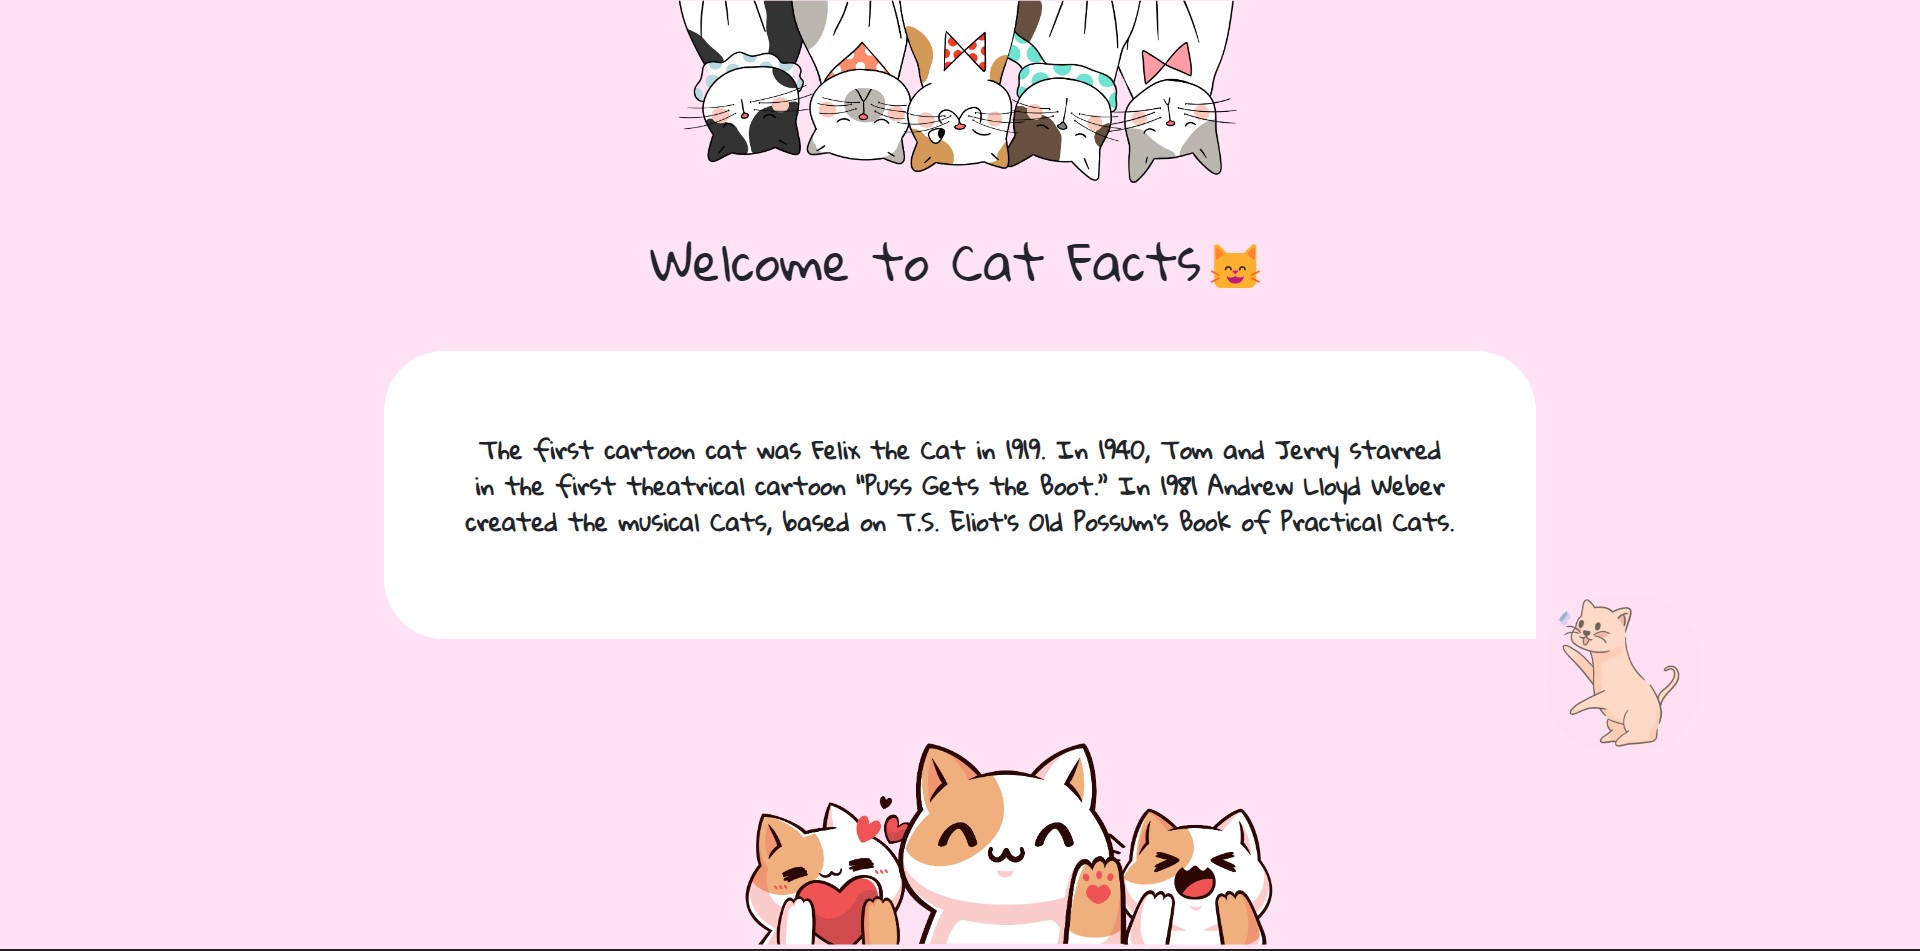 Welcome to Cat Facts😸
The first cartoon cat was Felix the Cat in 1919. In 1940, Tom and Jerry starred
in the first theatrical cartoon “Puss Gets the Boot.” In 1981 Andrew Lloyd Weber
created the musical Cats, based on T.S. Eliot's Old Possum's Book of Practical Cats.